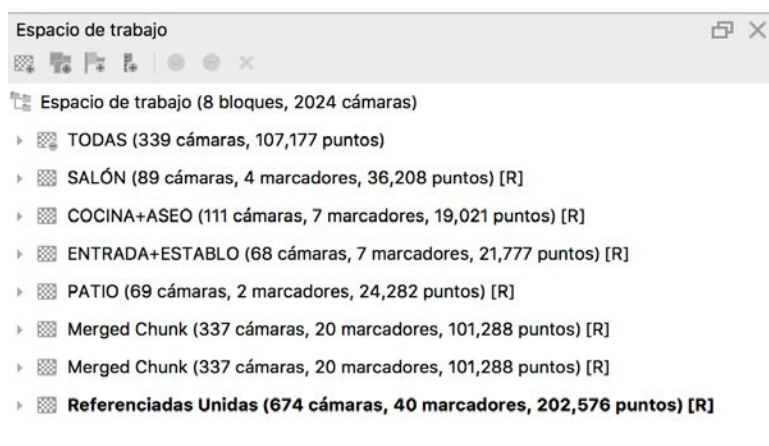 Espacio de trabajo
Espacio de trabajo (8 bloques, 2024 cámaras)
TODAS (339 cámaras, 107,177 puntos)
SALÓN (89 cámaras, 4 marcadores, 36,208 puntos) [R]
COCINA+ASEO (111 cámaras, 7 marcadores, 19,021 puntos) [R]
ENTRADA+ESTABLO (68 cámaras, 7 marcadores, 21,777 puntos) [R]
PATIO (69 cámaras, 2 marcadores, 24,282 puntos) [R]
Merged Chunk (337 cámaras, 20 marcadores, 101,288 puntos) [R]
Merged Chunk (337 cámaras, 20 marcadores, 101,288 puntos) [R]
Referenciadas Unidas (674 cámaras, 40 marcadores, 202,576 puntos) [R]